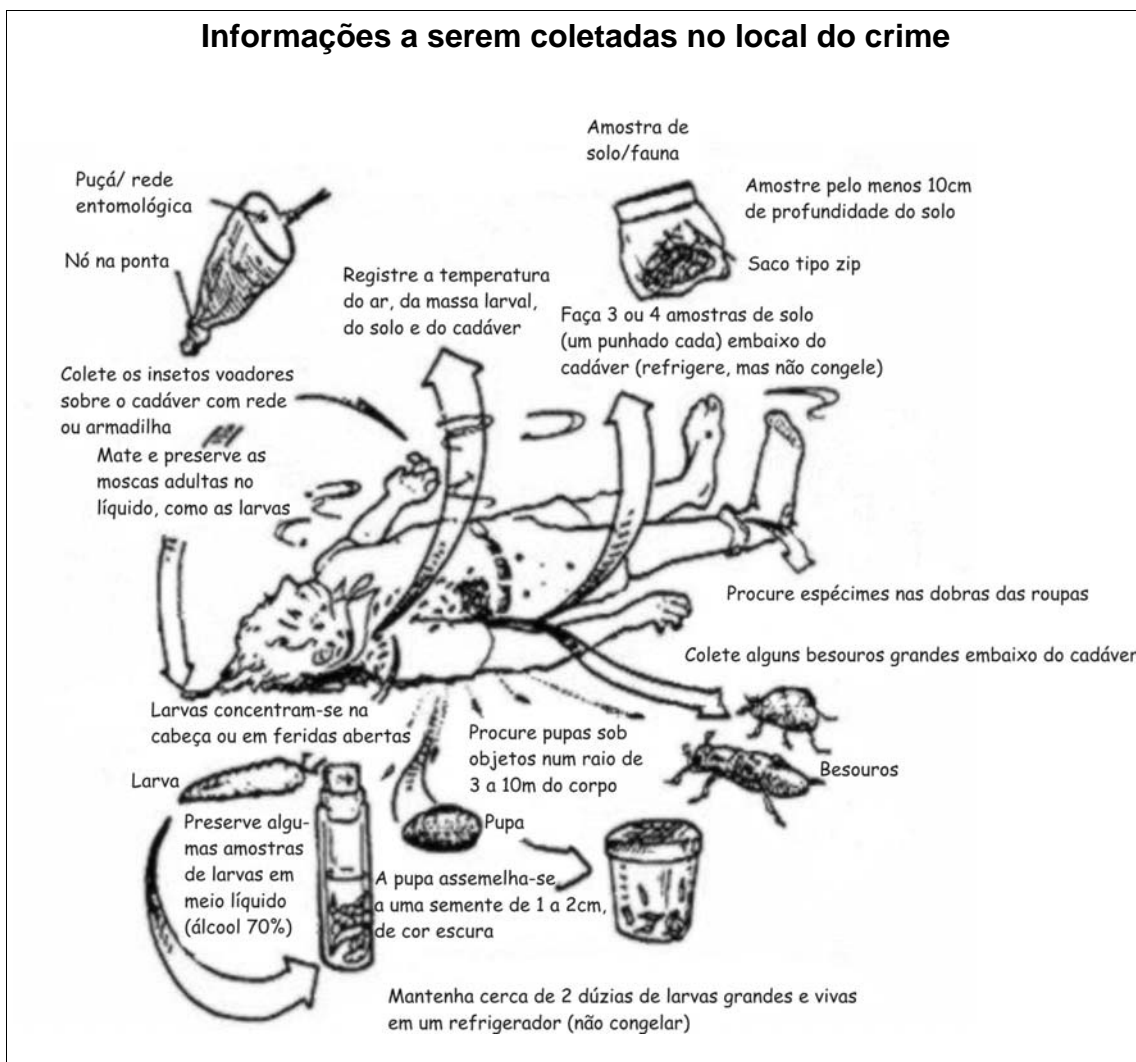 Informações a serem coletadas no local do crime
Amostra de
solo/fauna
Puçá/ rede
entomológica
Amostre pelo menos 10cm
de profundidade do solo
Nó na ponta
Saco tipo zip
Registre a temperatura
do ar, da massa larval,
do solo e do cadáver
Faça 3 ou 4 amostras de solo
(um punhado cada) embaixo do
cadáver (refrigere, mas não congele)
Colete os insetos voadores
sobre o cadáver com rede
ou armadilha
Mate e preserve as
moscas adultas no
líquido, como as larvas
Procure espécimes nas dobras das roupas
Colete alguns besouros grandes embaixo do cadáver
Larvas concentram-se na
cabeça ou em feridas abertas
Procure pupas sob
objetos num raio de
3 a 10m do corpo
Besouros
Larva
Preserve algu-
mas amostras
de larvas em
meio líquido
(álcool 70%)
Pupa
A pupa assemelha-se
a uma semente de 1 a 2cm,
de cor escura
Mantenha cerca de 2 dúzias de larvas grandes e vivas
em um refrigerador (não congelar)